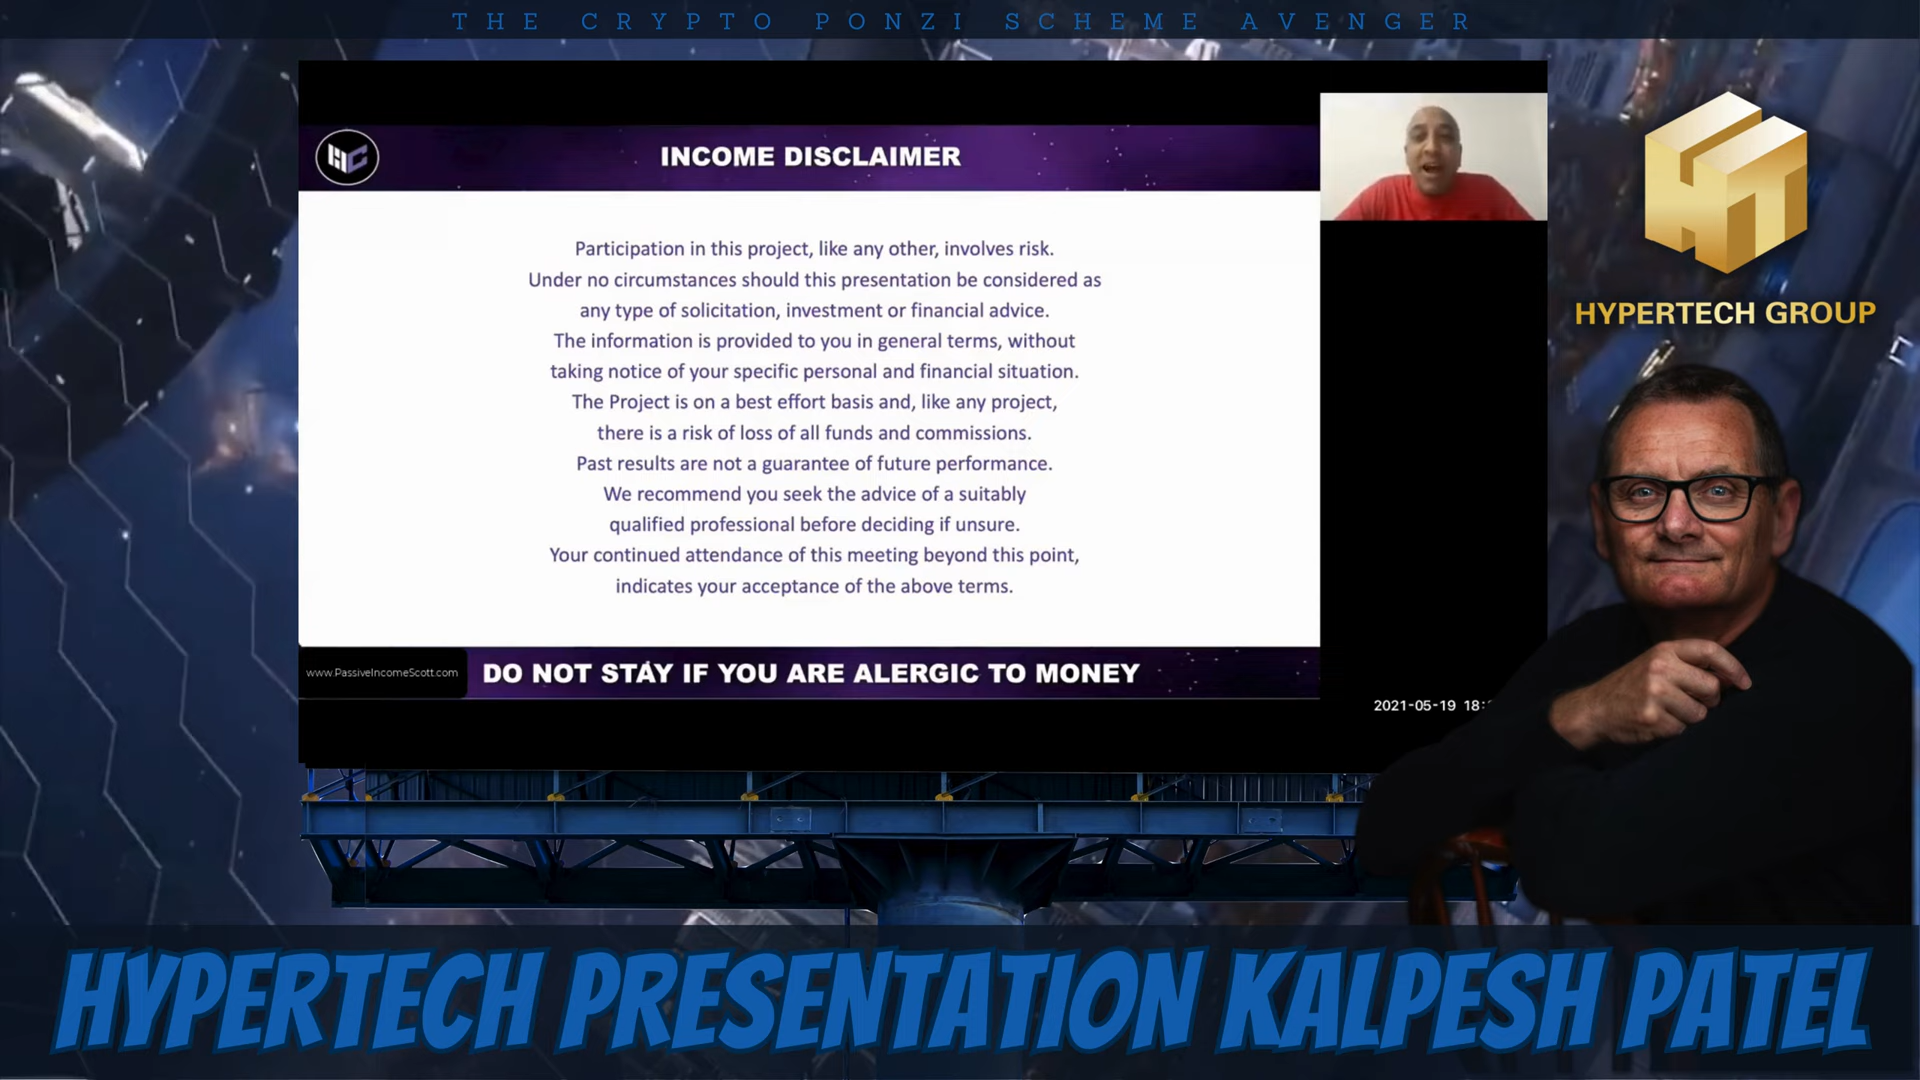 THE CRYPTO PONZI SCHEME AVENGER
HC
INCOME DISCLAIMER
Participation in this project, like any other, involves risk.
Under no circumstances should this presentation be considered as
any type of solicitation, investment or financial advice.
The information is provided to you in general terms, without
taking notice of your specific personal and financial situation.
The Project is on a best effort basis and, like any project,
there is a risk of loss of all funds and commissions.
Past results are not a guarantee of future performance.
We recommend you seek the advice of a suitably
qualified professional before deciding if unsure.
Your continued attendance of this meeting beyond this point,
indicates your acceptance of the above terms.
www.PassiveIncomeScott.com
DO NOT STAY IF YOU ARE ALERGIC TO MONEY
2021-05-19 18:
HT
HYPERTECH GROUP
HYPERTECH PRESENTATION KALPESH PATEL